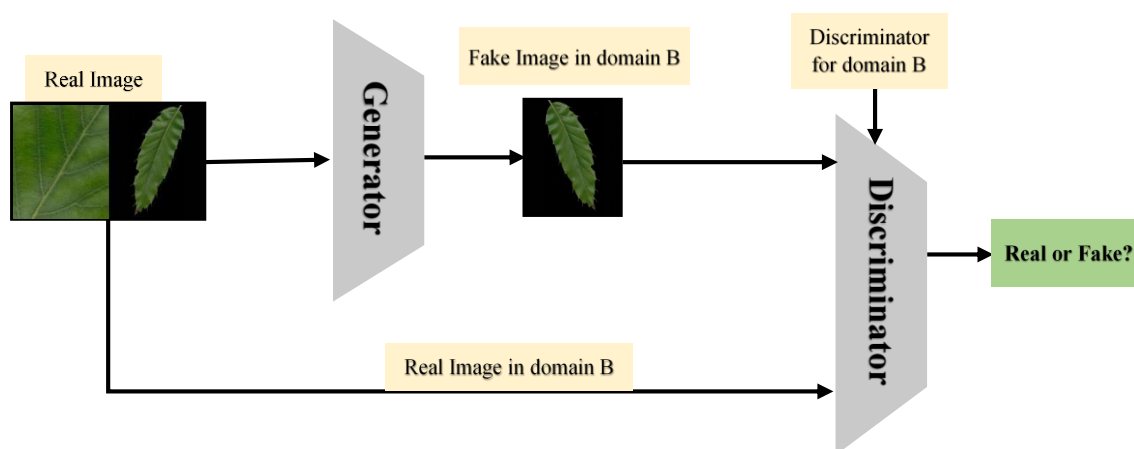 Real Image
Generator
Fake Image in domain B
Discriminator
for domain B
Discriminator
Real or Fake?
Real Image in domain B